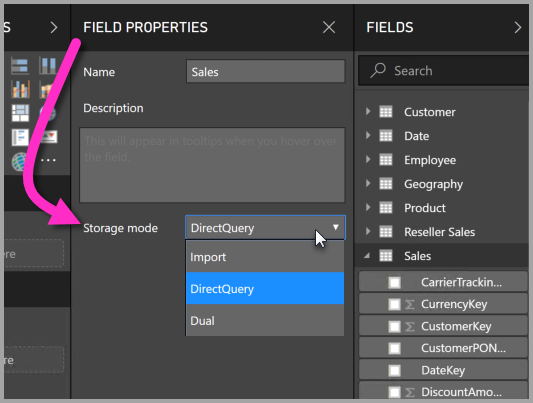 S
FIELD PROPERTIES
FIELDS
Name
Sales
Search
Description
This will appear in tooltips when you hover over
the field.
Customer
Date
Employee
Geography
Product
Reseller Sales
Storage mode
DirectQuery
Import
DirectQuery
Dual
Sales
CarrierTrackin...
CurrencyKey
CustomerKey
CustomerPON...
DateKey
DiscountAmo...
ere
ere